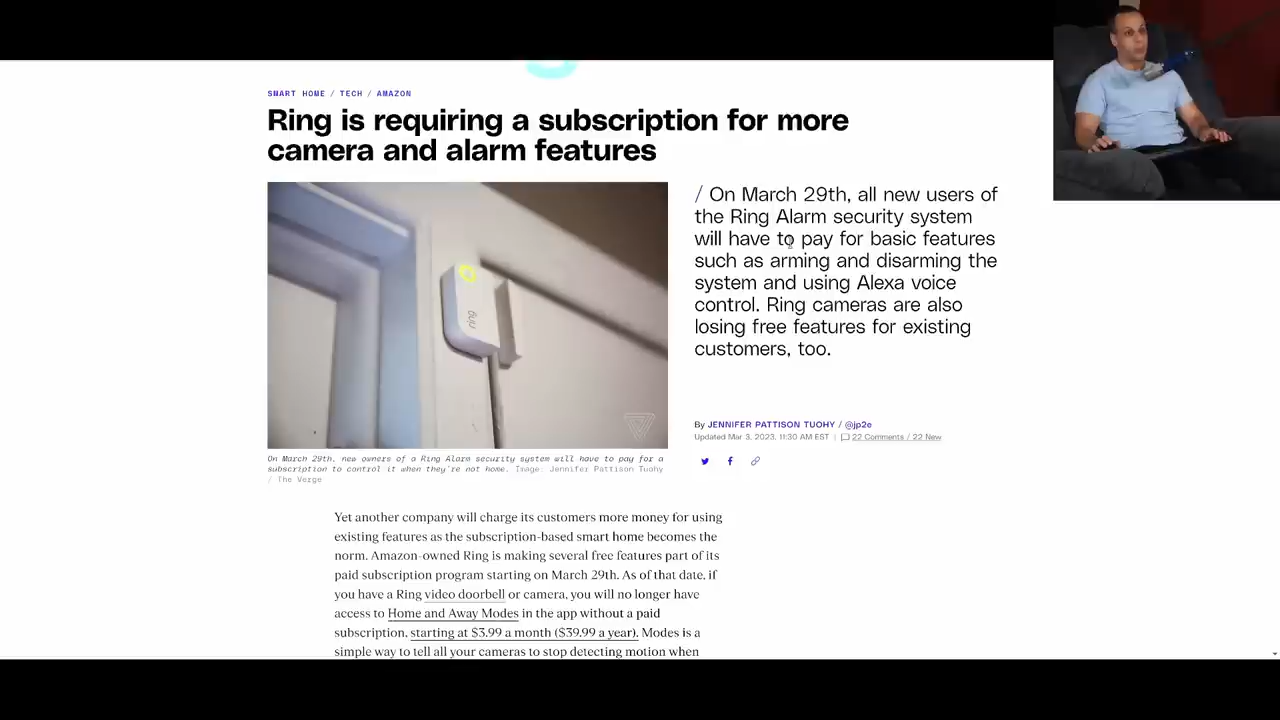 SMART HOME / TECH / AMAZON
Ring is requiring a subscription for more
camera and alarm features
/ On March 29th, all new users of
the Ring Alarm security system
will have to pay for basic features
such as arming and disarming the
system and using Alexa voice
control. Ring cameras are also
losing free features for existing
customers, too.
By JENNIFER PATTISON TUOHY / @jp2e
Updated Mar 3, 2023, 11:30 AM EST | 22 Comments / 22 New
ring
On March 29th, new owners of a Ring Alarm security system will have to pay for a
subscription to control it when they're not home. Image: Jennifer Pattison Tuohy
/ The Verge
Yet another company will charge its customers more money for using
existing features as the subscription-based smart home becomes the
norm. Amazon-owned Ring is making several free features part of its
paid subscription program starting on March 29th. As of that date, if
you have a Ring video doorbell or camera, you will no longer have
access to Home and Away Modes in the app without a paid
subscription, starting at $3.99 a month ($39.99 a year). Modes is a
simple way to tell all your cameras to stop detecting motion when